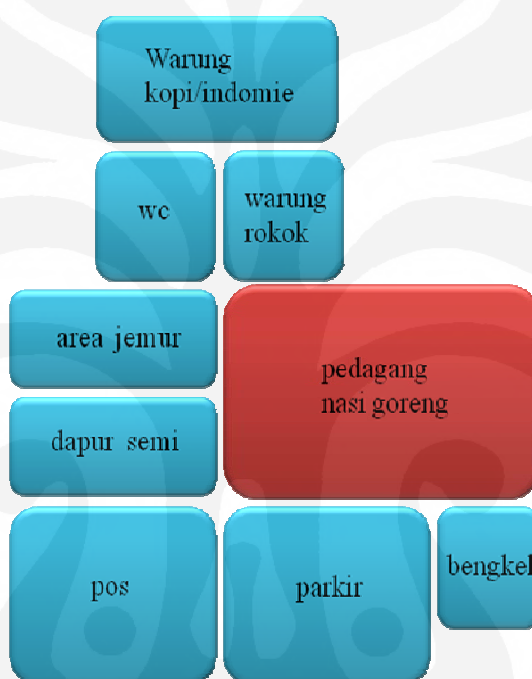 Warung
kopi/indomie
wc
warung
rokok
area jemur
pedagang
nasi goreng
dapur semi
pos
parkir
bengkel